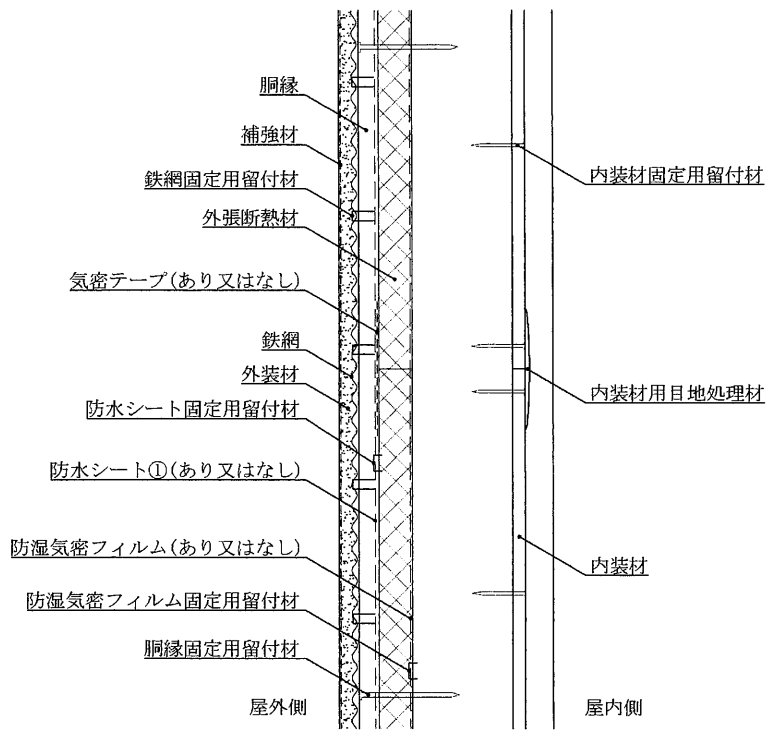 胴縁
補強材
鉄網固定用留付材
外張断熱材
気密テープ(あり又はなし)
鉄網
外装材
防水シート固定用留付材
防水シート①(あり又はなし)
防湿気密フィルム(あり又はなし)
防湿気密フィルム固定用留付材
胴縁固定用留付材
屋外側
内装材固定用留付材
内装材用目地処理材
内装材
屋内側